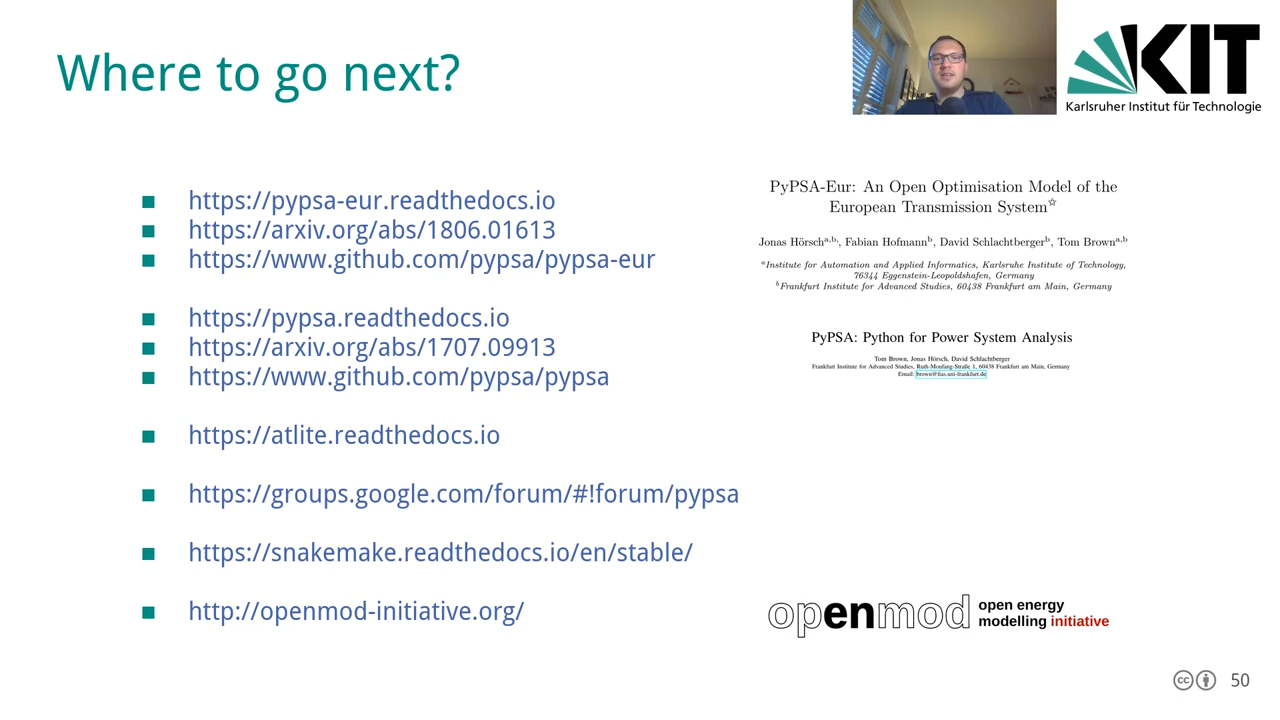 Where to go next?
KIT
Karlsruher Institut für Technologie
https://pypsa-eur.readthedocs.io
https://arxiv.org/abs/1806.01613
https://www.github.com/pypsa/pypsa-eur
https://pypsa.readthedocs.io
https://arxiv.org/abs/1707.09913
https://www.github.com/pypsa/pypsa
https://atlite.readthedocs.io
https://groups.google.com/forum/#!forum/pypsa
https://snakemake.readthedocs.io/en/stable/
http://openmod-initiative.org/
PyPSA-Eur: An Open Optimisation Model of the
European Transmission System☆
Jonas Hörscha,b, Fabian Hofmannb, David Schlachtbergerb, Tom Browna,b
aInstitute for Automation and Applied Informatics, Karlsruhe Institute of Technology,
76344 Eggenstein-Leopoldshafen, Germany
bFrankfurt Institute for Advanced Studies, 60438 Frankfurt am Main, Germany
PyPSA: Python for Power System Analysis
Tom Brown, Jonas Hörsch, David Schlachtberger
Frankfurt Institute for Advanced Studies, Ruth-Moufang-Straße 1, 60438 Frankfurt am Main, Germany
Email: brown@fias.uni-frankfurt.de
openmod
open energy
modelling initiative
cc
50